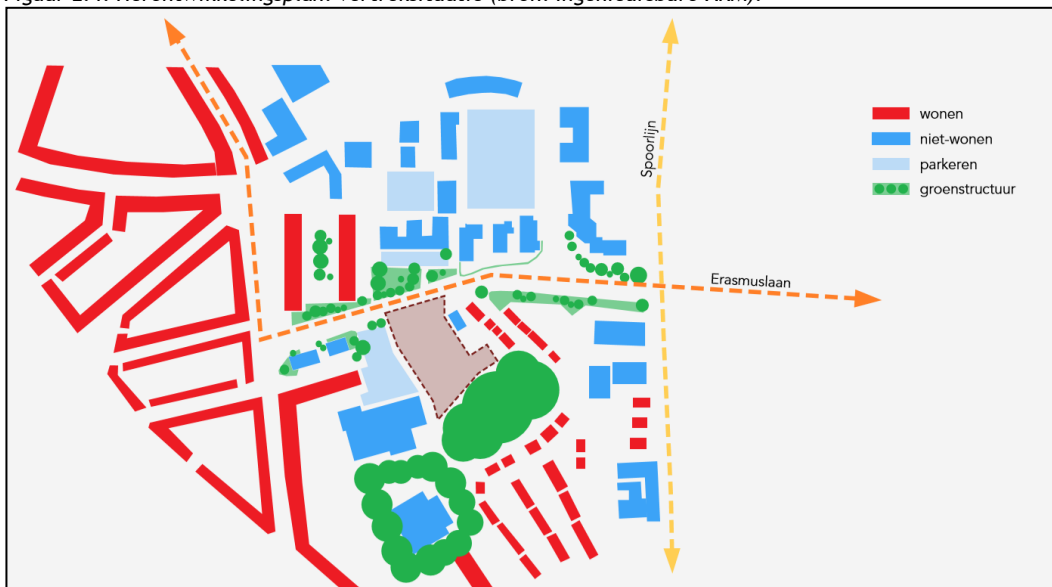 Spoorlijn
wonen
niet-wonen
parkeren
groenstructuur
Erasmuslaan